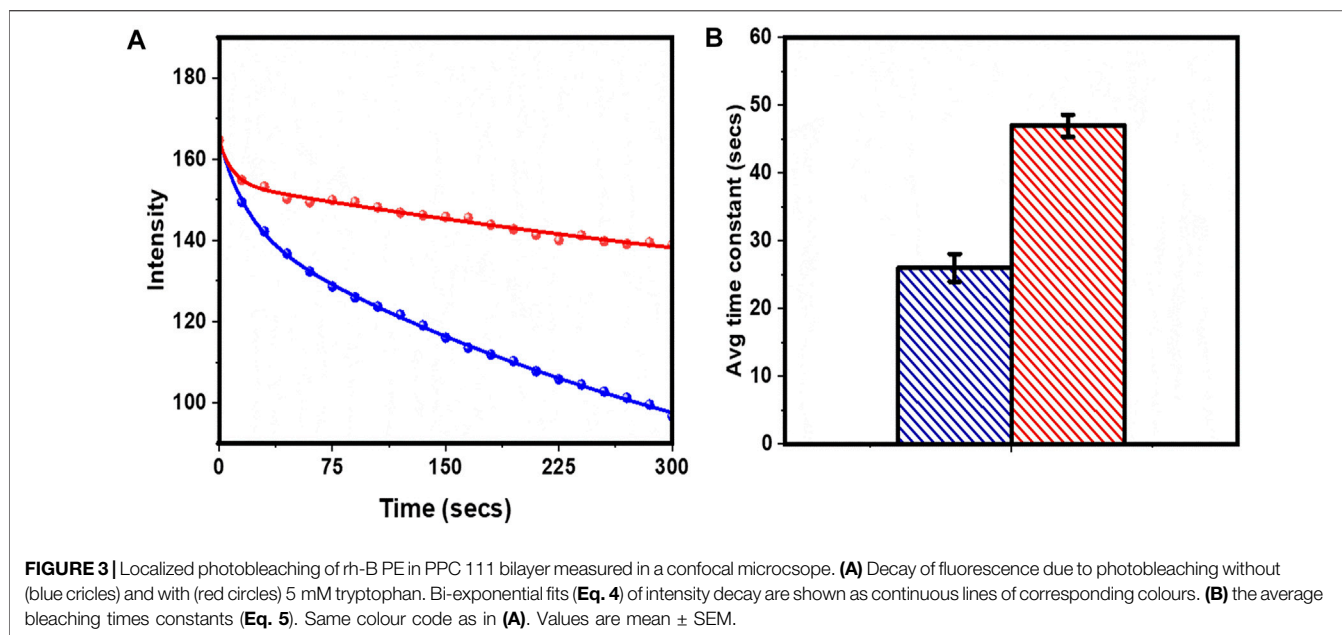 A
180
160
140
120
100
Intensity
0 75 150 225 300
Time (secs)
B
60
50
40
30
20
10
0
Avg time constant (secs)
FIGURE 3 | Localized photobleaching of rh-B PE in PPC 111 bilayer measured in a confocal microcsope. (A) Decay of fluorescence due to photobleaching without
(blue cricles) and with (red circles) 5 mM tryptophan. Bi-exponential fits (Eq. 4) of intensity decay are shown as continuous lines of corresponding colours. (B) the average
bleaching times constants (Eq. 5). Same colour code as in (A). Values are mean ± SEM.